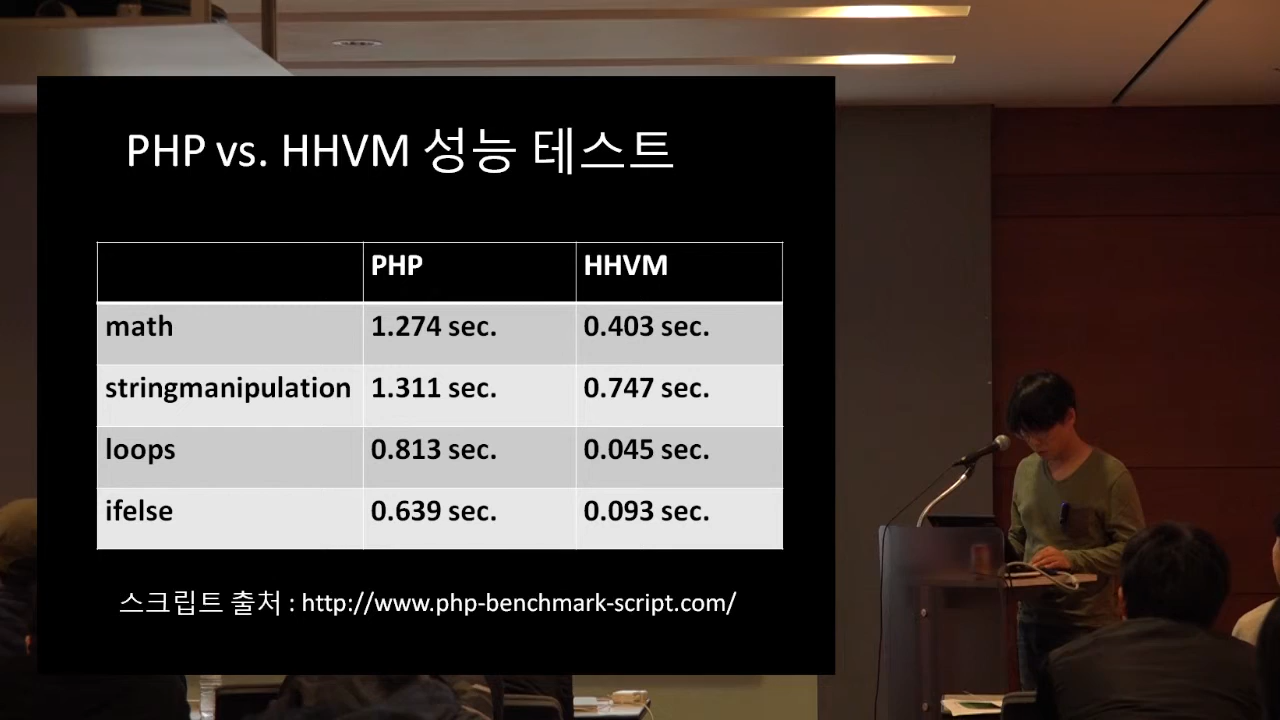 PHP vs. HHVM 성능 테스트
PHP HHVM
math 1.274 sec. 0.403 sec.
stringmanipulation 1.311 sec. 0.747 sec.
loops 0.813 sec. 0.045 sec.
ifelse 0.639 sec. 0.093 sec.
스크립트 출처 : http://www.php-benchmark-script.com/